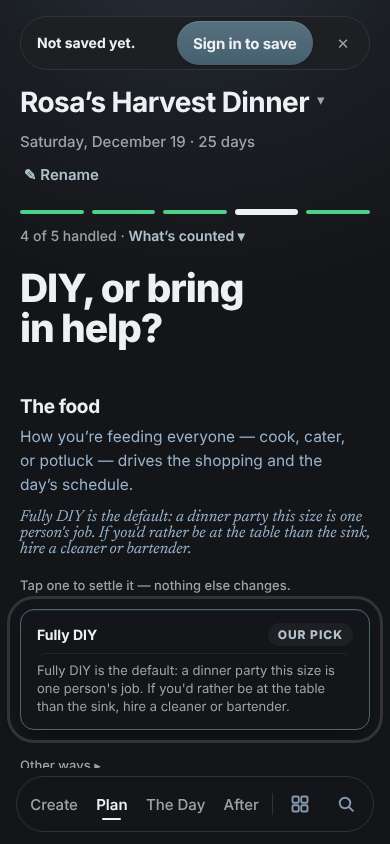 Not saved yet.
Sign in to save
×
Rosa’s Harvest Dinner ▾
Saturday, December 19 · 25 days
✎ Rename
4 of 5 handled · What’s counted ▾
DIY, or bring
in help?
The food
How you’re feeding everyone — cook, cater,
or potluck — drives the shopping and the
day’s schedule.
Fully DIY is the default: a dinner party this size is one
person's job. If you'd rather be at the table than the sink,
hire a cleaner or bartender.
Tap one to settle it — nothing else changes.
Fully DIY
OUR PICK
Fully DIY is the default: a dinner party this size is
one person's job. If you'd rather be at the table
than the sink, hire a cleaner or bartender.
Other ways ▸
Create
Plan
The Day
After